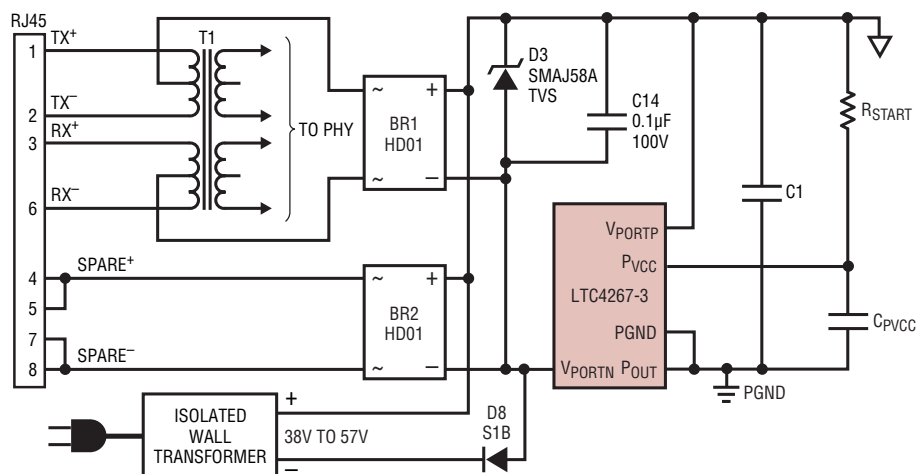 RJ45
1 TX+
T1
2 TX−
3 RX+
6 RX−
TO PHY
~ +
BR1
HD01
~ −
D3
SMAJ58A
TVS
C14
0.1µF
100V
RSTART
C1
VPORTP
PVCC
LTC4267-3
PGND
VPORTN POUT
CPVCC
PGND
4 SPARE+
5
7
8 SPARE−
~ +
BR2
HD01
~ −
ISOLATED
WALL
TRANSFORMER
+
38V TO 57V
−
D8
S1B